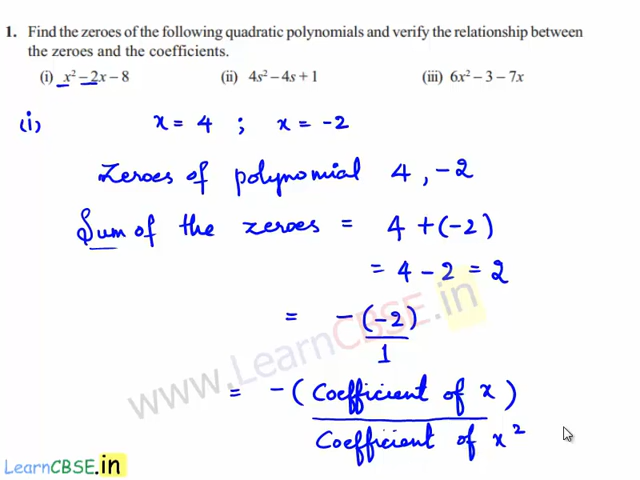 1. Find the zeroes of the following quadratic polynomials and verify the relationship between
the zeroes and the coefficients.
(i) x² – 2x – 8 (ii) 4s² – 4s + 1 (iii) 6x² – 3 – 7x
(i) x = 4 ; x = -2
Zeroes of polynomial 4, -2
Sum of the zeroes = 4 + (-2)
= 4 - 2 = 2
= -(-2)
1
= -(Coefficient of x)
Coefficient of x²
www.LearnCBSE.in
LearnCBSE.in